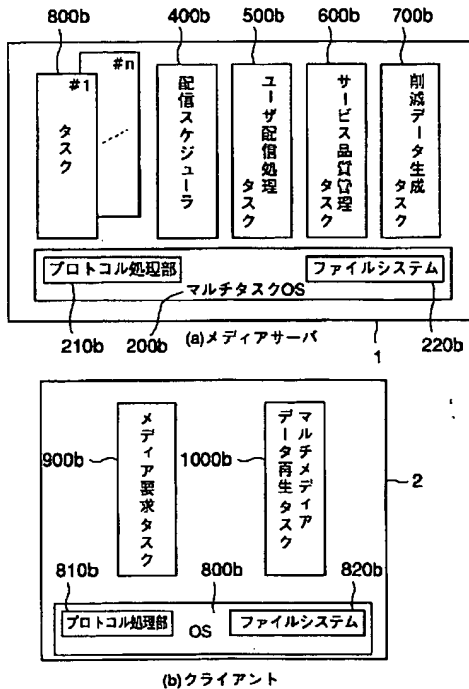 800b
400b
500b
600b
700b
#1
#n
タスク
配信スケジューラ
ユーザ配信処理
タスク
サービス品質管理
タスク
削減データ生成
タスク
プロトコル処理部
ファイルシステム
マルチタスクOS
210b
200b
220b
(a)メディアサーバ
1
900b
メディア要求タスク
1000b
マルチメディア
データ再生タスク
2
810b
800b
820b
プロトコル処理部
OS
ファイルシステム
(b)クライアント